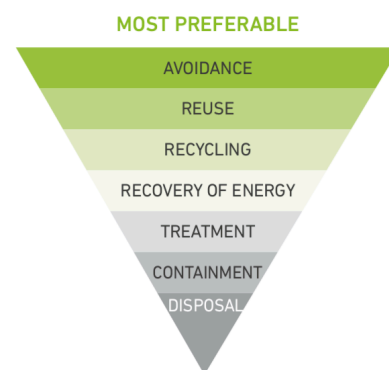 MOST PREFERABLE
AVOIDANCE
REUSE
RECYCLING
RECOVERY OF ENERGY
TREATMENT
CONTAINMENT
DISPOSAL